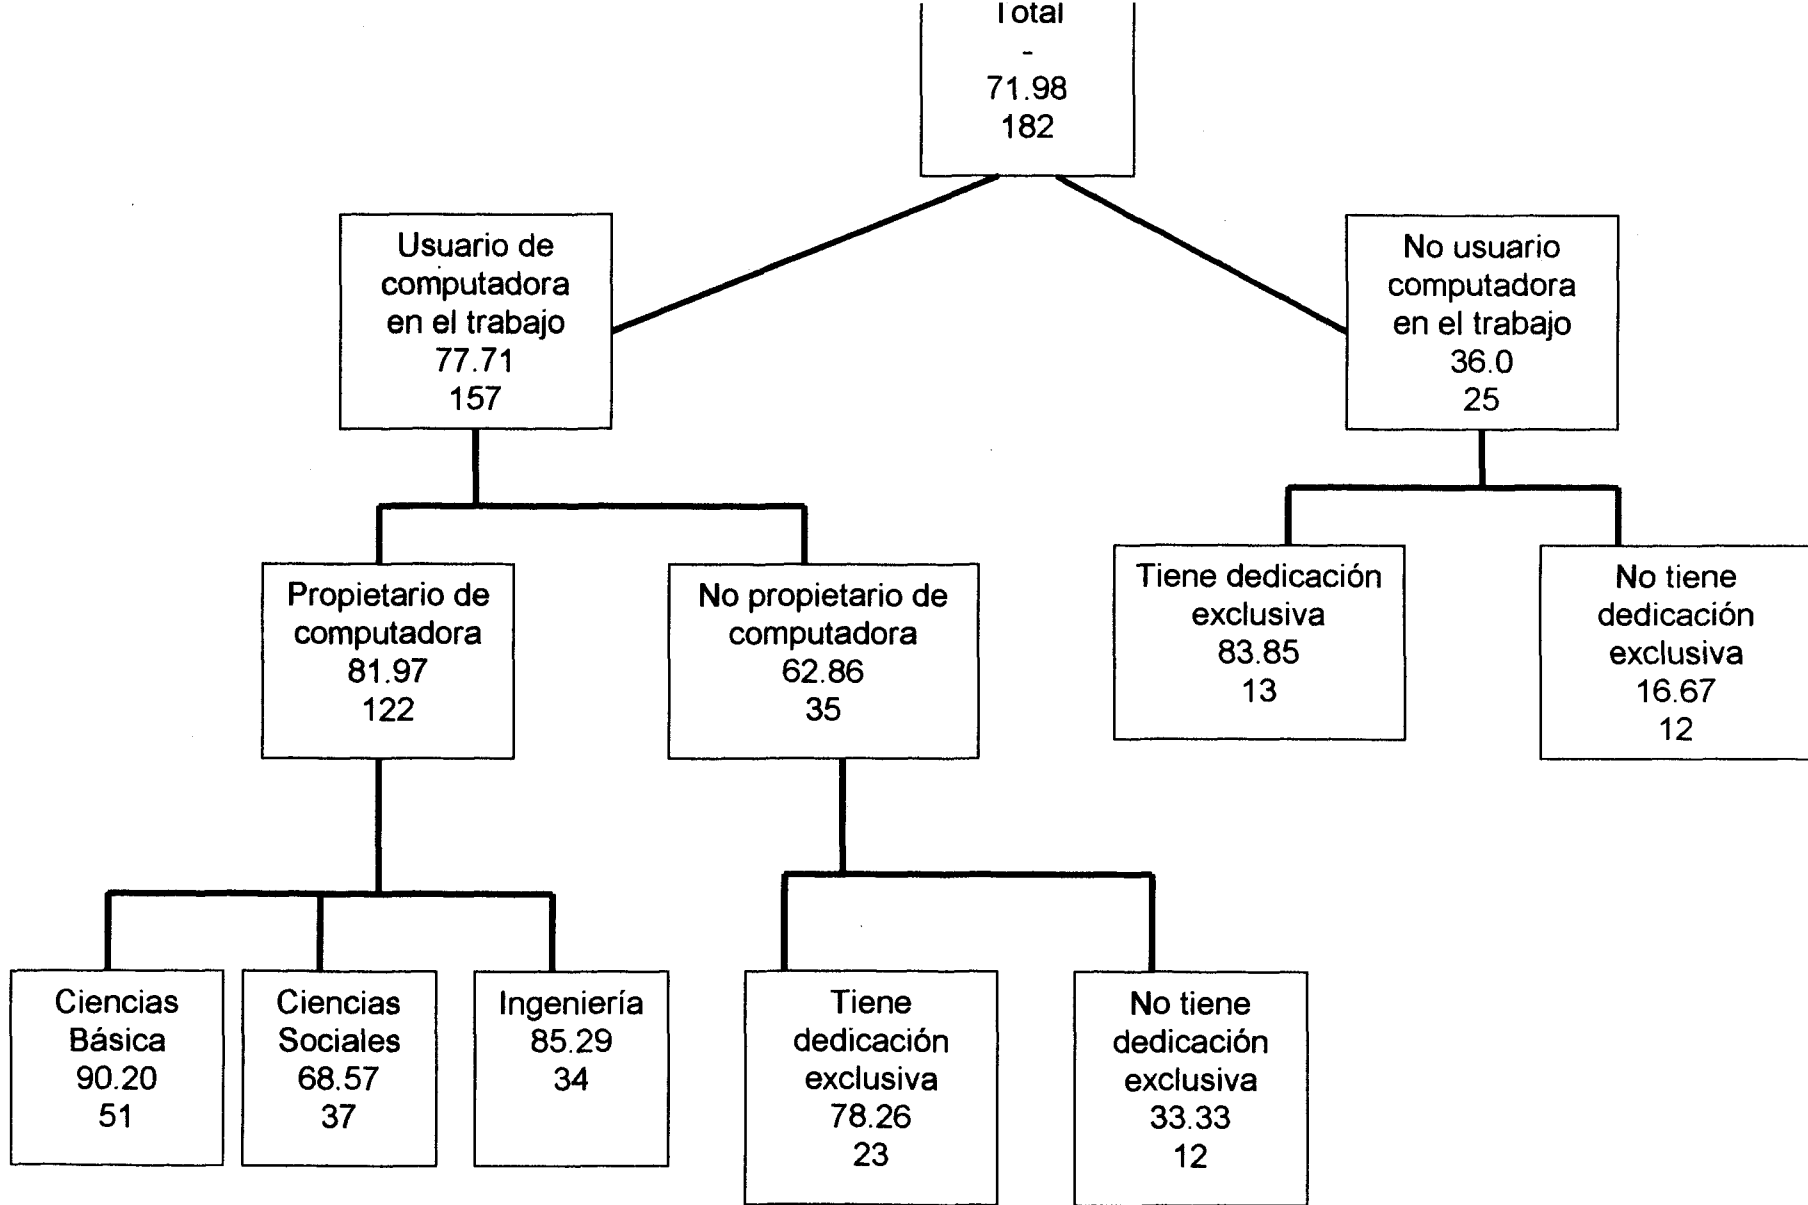 Total
-
71.98
182
Usuario de
computadora
en el trabajo
77.71
157
No usuario
computadora
en el trabajo
36.0
25
Propietario de
computadora
81.97
122
No propietario de
computadora
62.86
35
Tiene dedicación
exclusiva
83.85
13
No tiene
dedicación
exclusiva
16.67
12
Ciencias
Básica
90.20
51
Ciencias
Sociales
68.57
37
Ingeniería
85.29
34
Tiene
dedicación
exclusiva
78.26
23
No tiene
dedicación
exclusiva
33.33
12